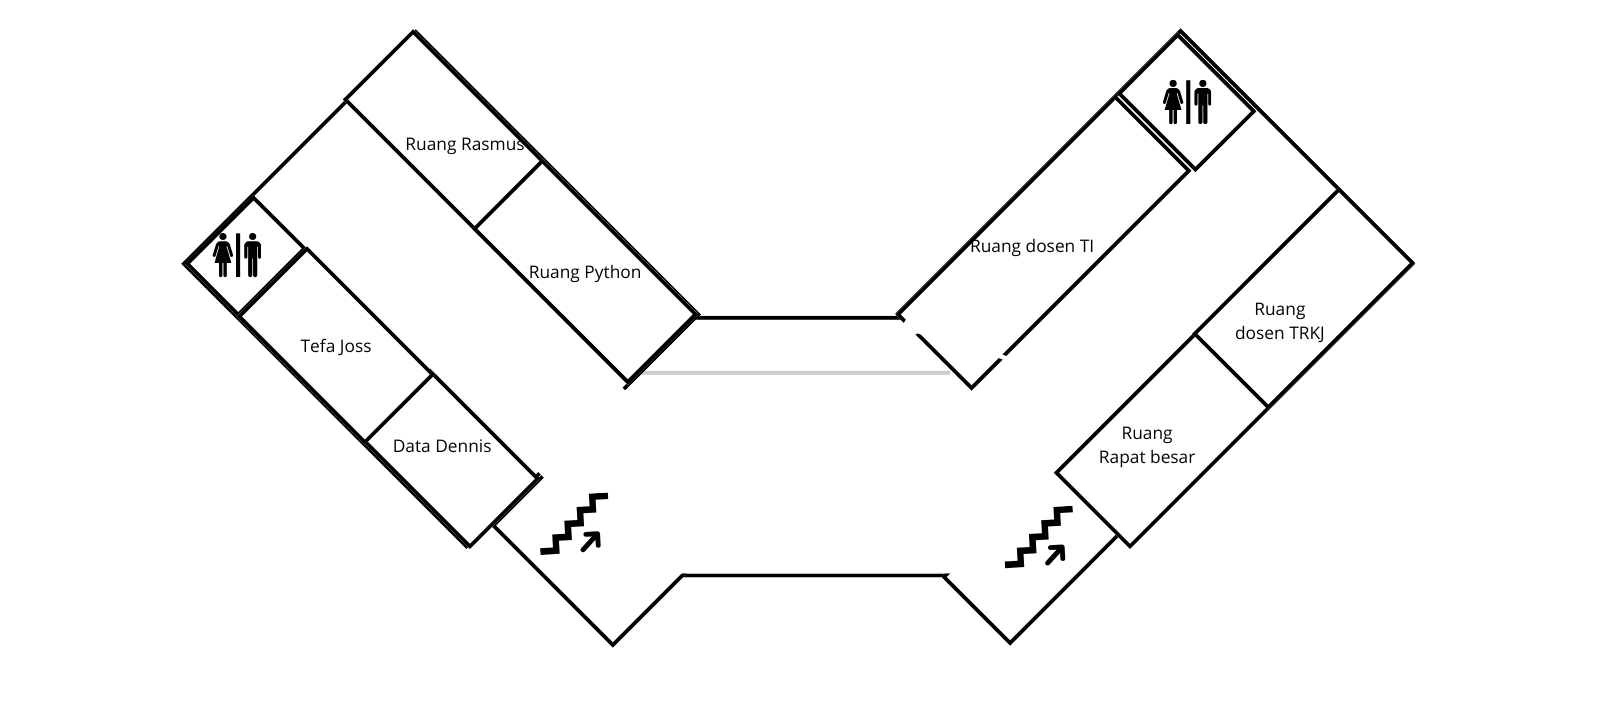 Ruang Rasmus
Ruang Python
Tefa Joss
Data Dennis
Ruang dosen TI
Ruang
dosen TRKJ
Ruang
Rapat besar